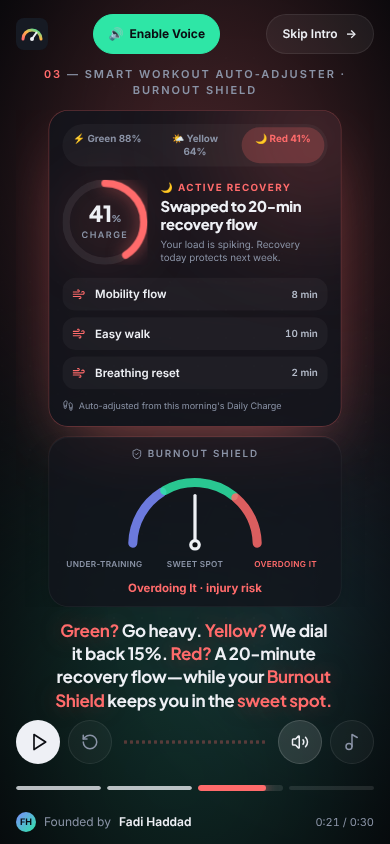 🔊 Enable Voice
Skip Intro →
03 — SMART WORKOUT AUTO-ADJUSTER ·
BURNOUT SHIELD
⚡ Green 88%
🌤️ Yellow
64%
🌙 Red 41%
41%
CHARGE
🌙 ACTIVE RECOVERY
Swapped to 20-min
recovery flow
Your load is spiking. Recovery
today protects next week.
Mobility flow 8 min
Easy walk 10 min
Breathing reset 2 min
Auto-adjusted from this morning's Daily Charge
BURNOUT SHIELD
UNDER-TRAINING SWEET SPOT OVERDOING IT
Overdoing It · injury risk
Green? Go heavy. Yellow? We dial
it back 15%. Red? A 20-minute
recovery flow—while your Burnout
Shield keeps you in the sweet spot.
FH Founded by Fadi Haddad 0:21 / 0:30